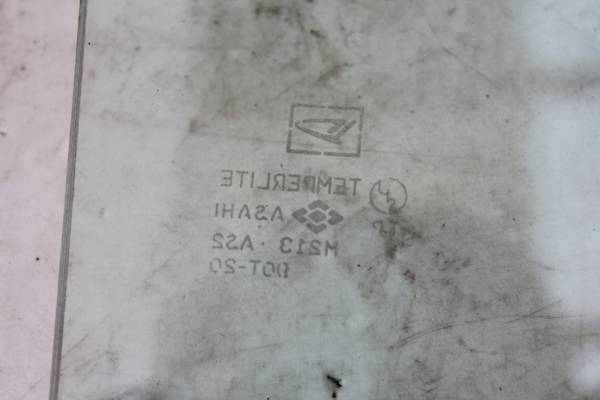 TEMPERLITE
ASAHI
M213 · AS2
DOT-20